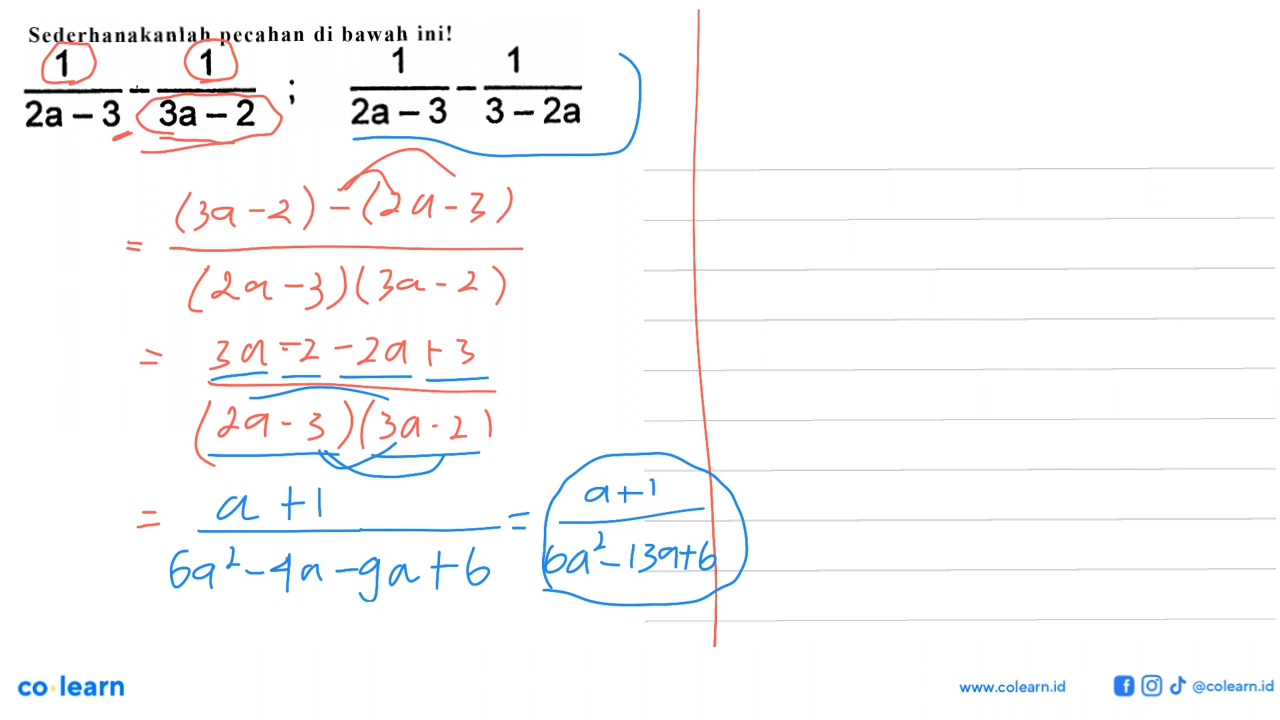 Sederhanakanlah pecahan di bawah ini!
1/(2a – 3) – 1/(3a – 2) ; 1/(2a – 3) – 1/(3 – 2a)
= ((3a - 2) - (2a - 3))/((2a - 3)(3a - 2))
= (3a - 2 - 2a + 3)/((2a - 3)(3a - 2))
= (a + 1)/(6a² - 4a - 9a + 6) = (a+1)/(6a² - 13a + 6)
co learn
www.colearn.id
@colearn.id